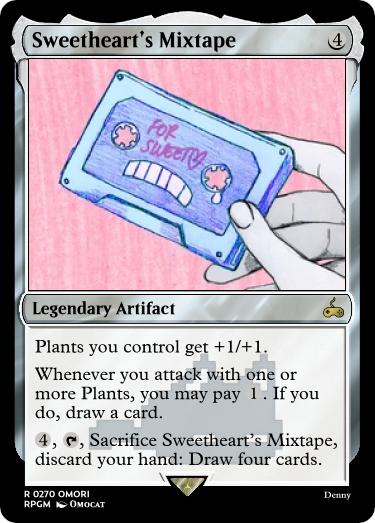 Sweetheart's Mixtape 4
FOR
SWEET♡
Legendary Artifact
Plants you control get +1/+1.
Whenever you attack with one or
more Plants, you may pay 1. If you
do, draw a card.
4, T, Sacrifice Sweetheart's Mixtape,
discard your hand: Draw four cards.
R 0270 OMORI
RPGM Omocat
Denny